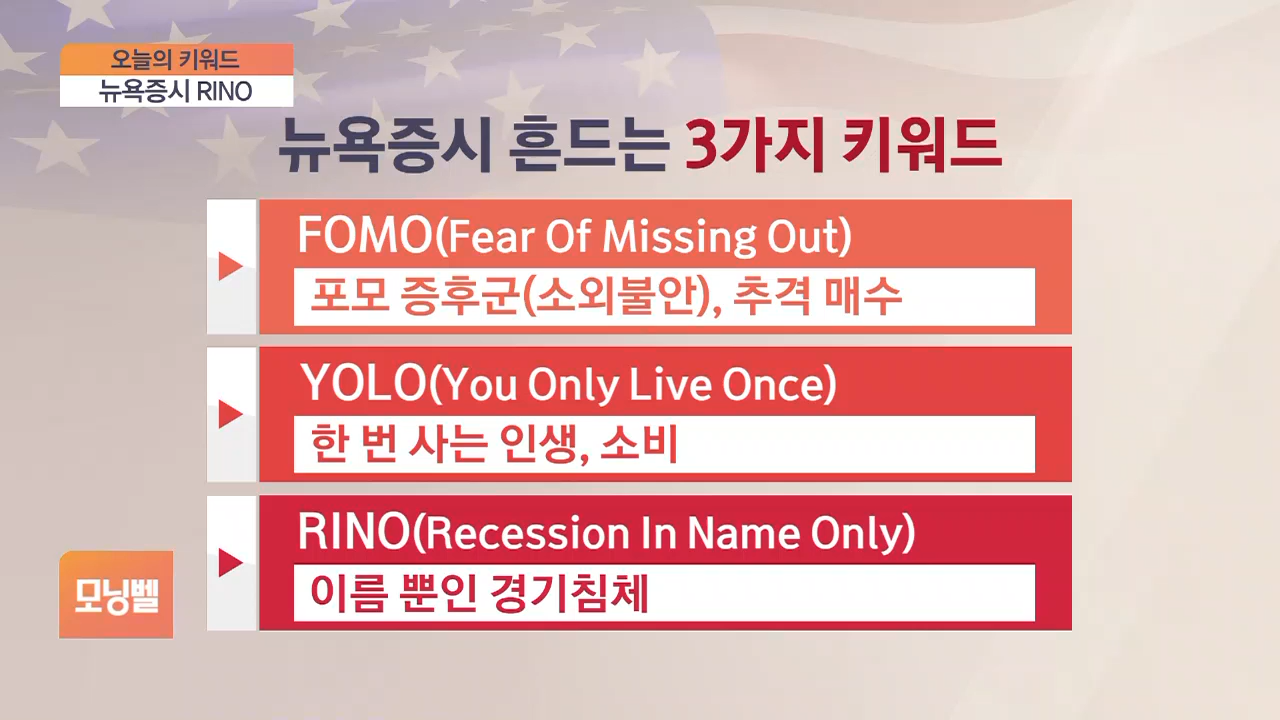 오늘의 키워드
뉴욕증시 RINO
뉴욕증시 흔드는 3가지 키워드
FOMO(Fear Of Missing Out)
포모 증후군(소외불안), 추격 매수
YOLO(You Only Live Once)
한 번 사는 인생, 소비
RINO(Recession In Name Only)
이름 뿐인 경기침체
모닝벨